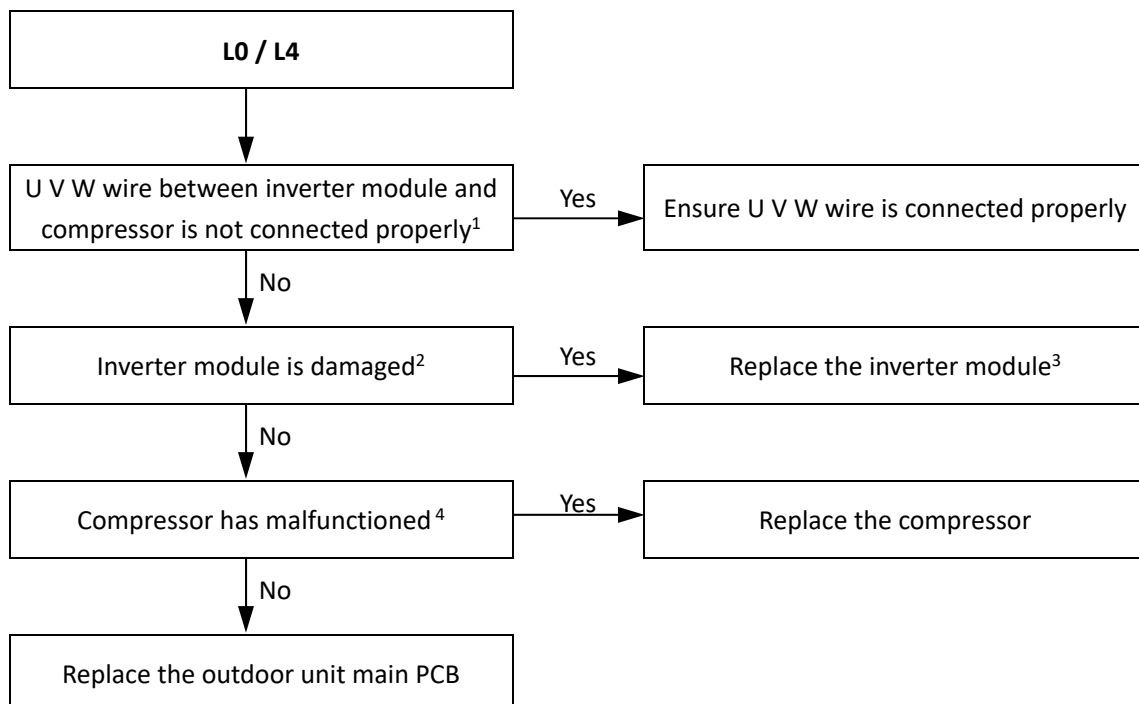 L0 / L4
U V W wire between inverter module and
compressor is not connected properly¹
Yes
Ensure U V W wire is connected properly
No
Inverter module is damaged²
Yes
Replace the inverter module³
No
Compressor has malfunctioned ⁴
Yes
Replace the compressor
No
Replace the outdoor unit main PCB